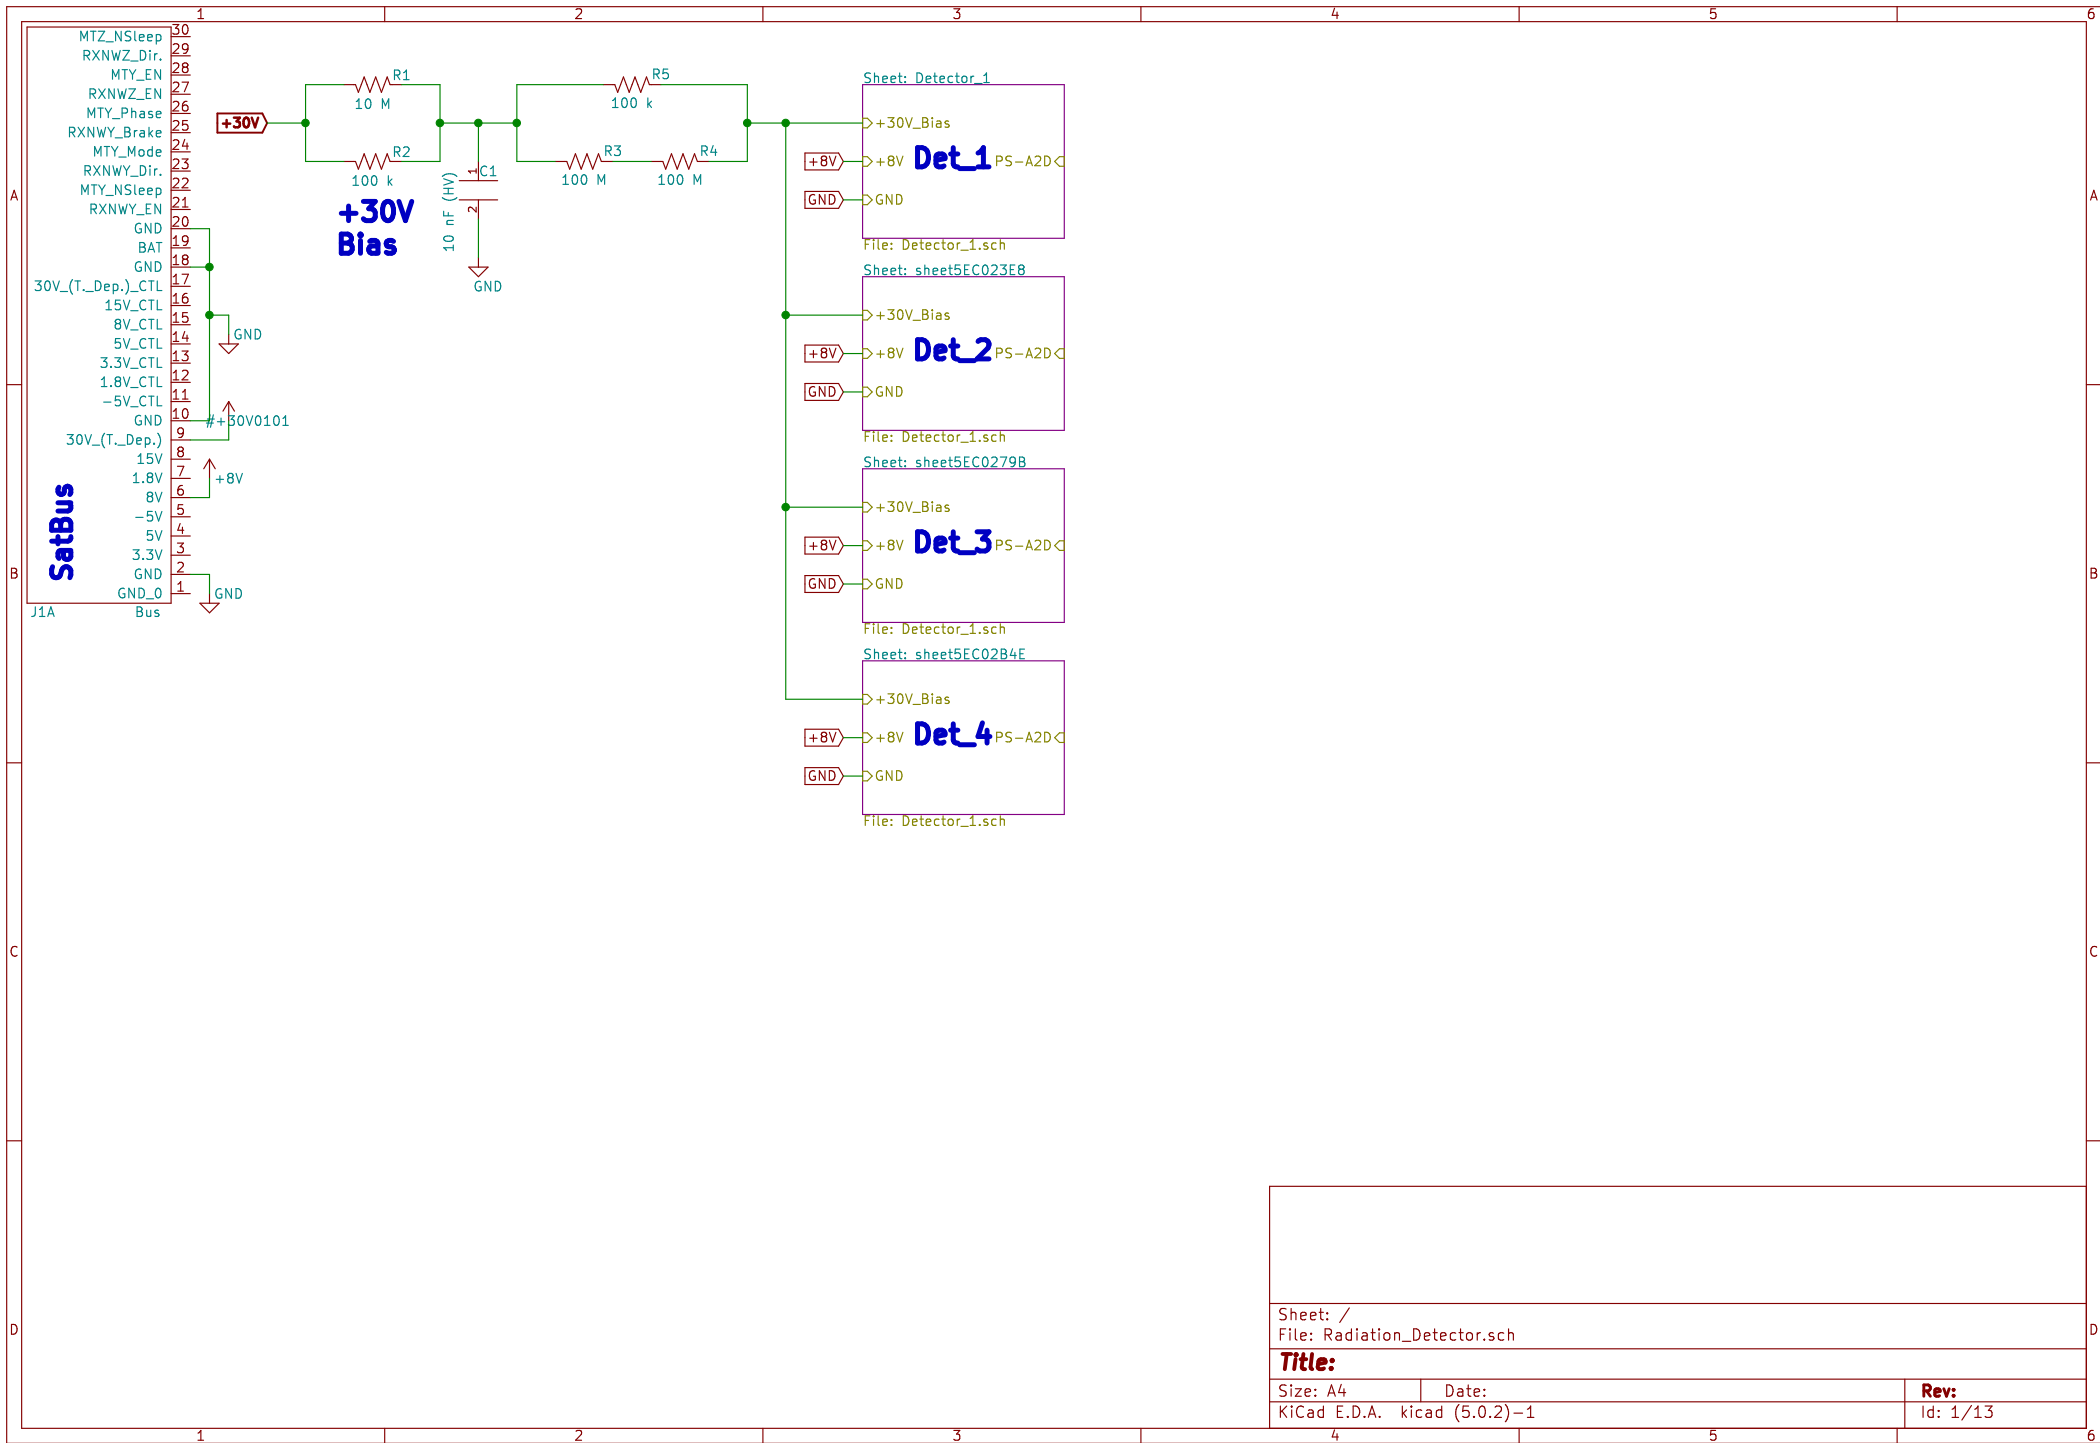 1 2 3 4 5 6
A
B
C
D
A
B
C
D
1 2 3 4 5 6
MTZ_NSleep 30
RXNWZ_Dir. 29
MTY_EN 28
RXNWZ_EN 27
MTY_Phase 26
RXNWY_Brake 25
MTY_Mode 24
RXNWY_Dir. 23
MTY_NSleep 22
RXNWY_EN 21
GND 20
BAT 19
GND 18
30V_(T._Dep.)_CTL 17
15V_CTL 16
8V_CTL 15
5V_CTL 14
3.3V_CTL 13
1.8V_CTL 12
-5V_CTL 11
GND 10
30V_(T._Dep.) 9
15V 8
1.8V 7
8V 6
-5V 5
5V 4
3.3V 3
GND 2
GND_0 1
SatBus
J1A Bus
GND
#+30V0101
+8V
GND
+30V
R1
10 M
R2
100 k
+30V
Bias
C1
1
2
10 nF (HV)
GND
R5
100 k
R3
100 M
R4
100 M
Sheet: Detector_1
+30V_Bias
+8V +8V Det_1 PS-A2D
GND GND
File: Detector_1.sch
Sheet: sheet5EC023E8
+30V_Bias
+8V +8V Det_2 PS-A2D
GND GND
File: Detector_1.sch
Sheet: sheet5EC0279B
+30V_Bias
+8V +8V Det_3 PS-A2D
GND GND
File: Detector_1.sch
Sheet: sheet5EC02B4E
+30V_Bias
+8V +8V Det_4 PS-A2D
GND GND
File: Detector_1.sch
Sheet: /
File: Radiation_Detector.sch
Title:
Size: A4 Date: Rev:
KiCad E.D.A. kicad (5.0.2)-1 Id: 1/13